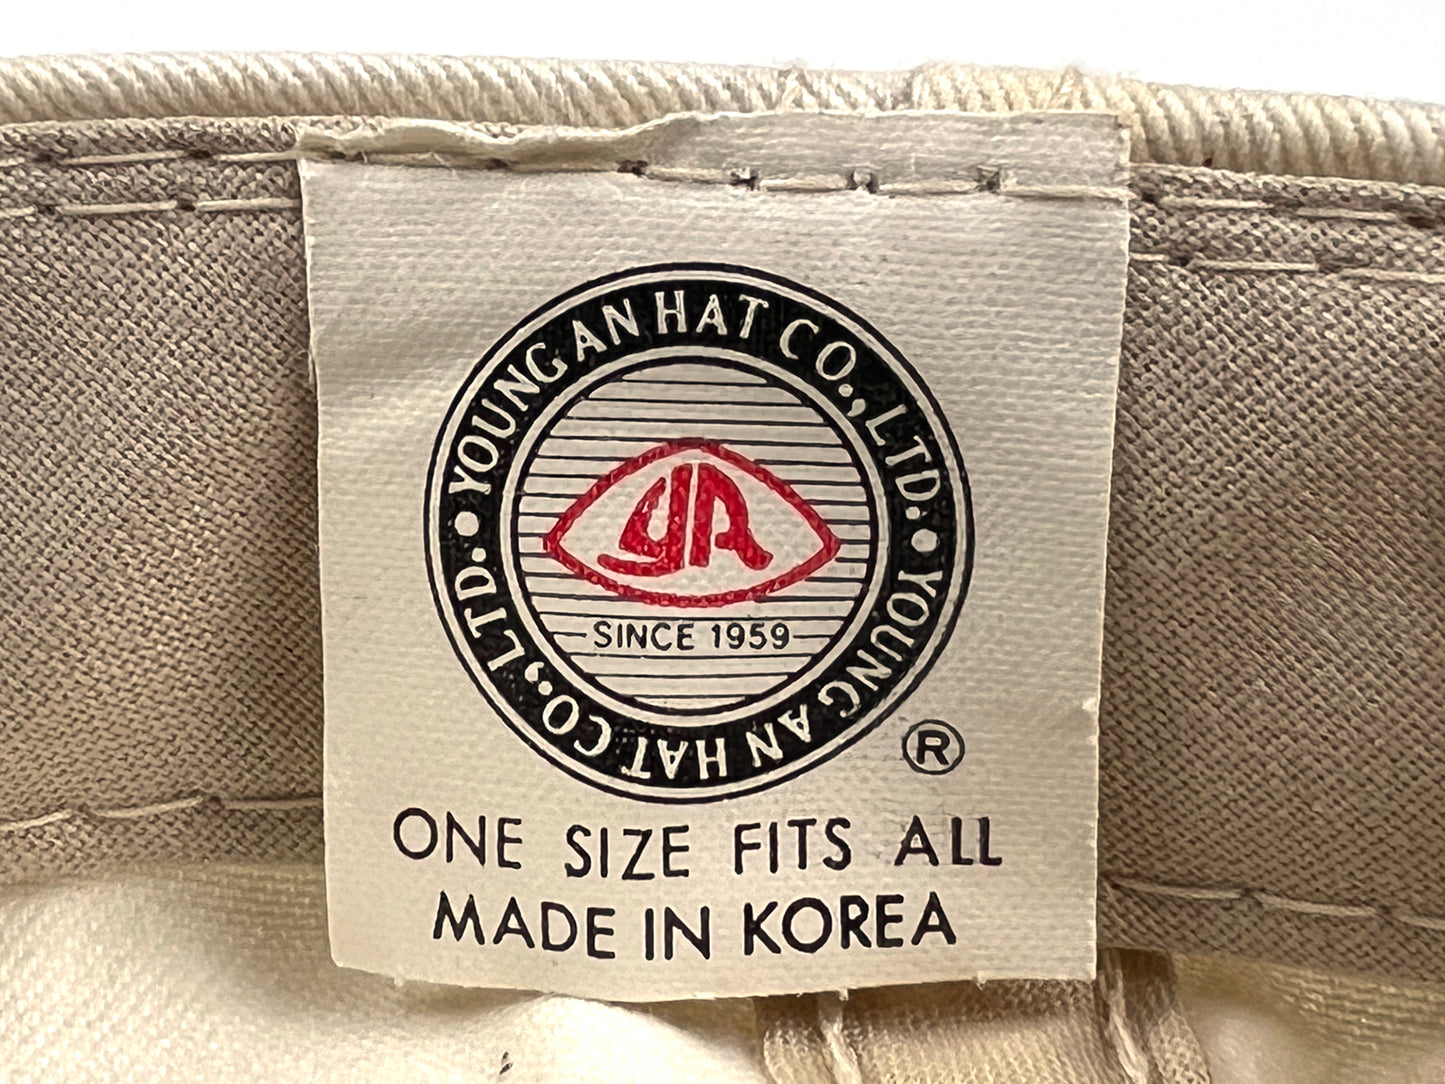 YOUNG AN HAT CO., LTD. • YOUNG AN HAT CO., LTD. •
YA
SINCE 1959
®
ONE SIZE FITS ALL
MADE IN KOREA